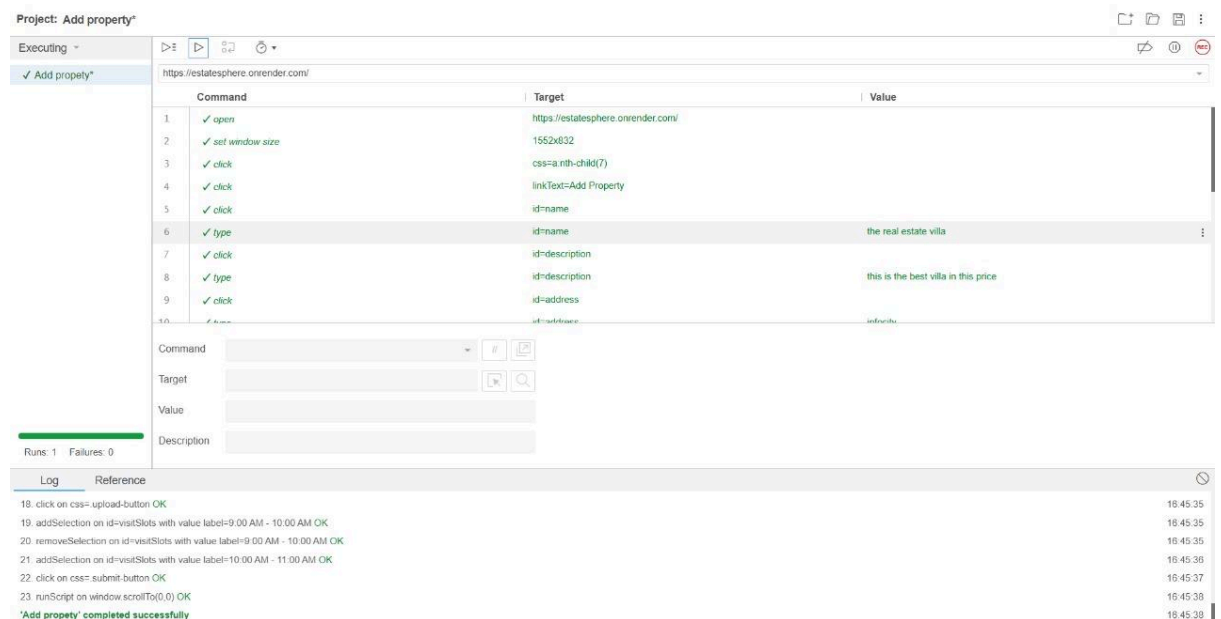 Project: Add property*
Executing
REC
✓ Add propety*
https://estatesphere.onrender.com/
Command Target Value
1 ✓ open https://estatesphere.onrender.com/
2 ✓ set window size 1552x832
3 ✓ click css=a:nth-child(7)
4 ✓ click linkText=Add Property
5 ✓ click id=name
6 ✓ type id=name the real estate villa
7 ✓ click id=description
8 ✓ type id=description this is the best villa in this price
9 ✓ click id=address
10 ✓ type id=address infocity
Command //
Target
Value
Description
Runs: 1 Failures: 0
Log Reference
18. click on css=.upload-button OK 16:45:35
19. addSelection on id=visitSlots with value label=9:00 AM - 10:00 AM OK 16:45:35
20. removeSelection on id=visitSlots with value label=9:00 AM - 10:00 AM OK 16:45:35
21. addSelection on id=visitSlots with value label=10:00 AM - 11:00 AM OK 16:45:36
22. click on css=.submit-button OK 16:45:37
23. runScript on window.scrollTo(0,0) OK 16:45:38
'Add propety' completed successfully 16:45:38